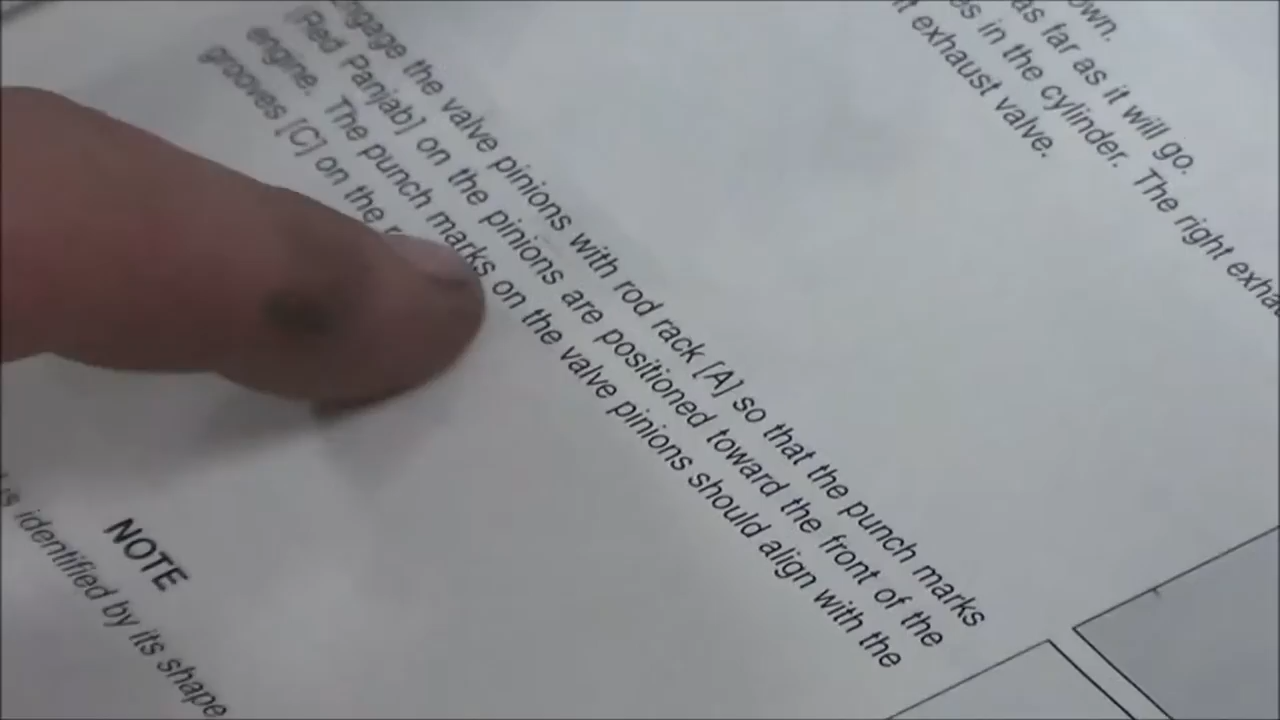 ngage the valve pinions with rod rack [A] so that the punch marks
[Red Panjab] on the pinions are positioned toward the front of the
engine. The punch marks on the valve pinions should align with the
grooves [C] on the
NOTE
is identified by its shape
own.
as far as it will go.
es in the cylinder. The right exhau
t exhaust valve.